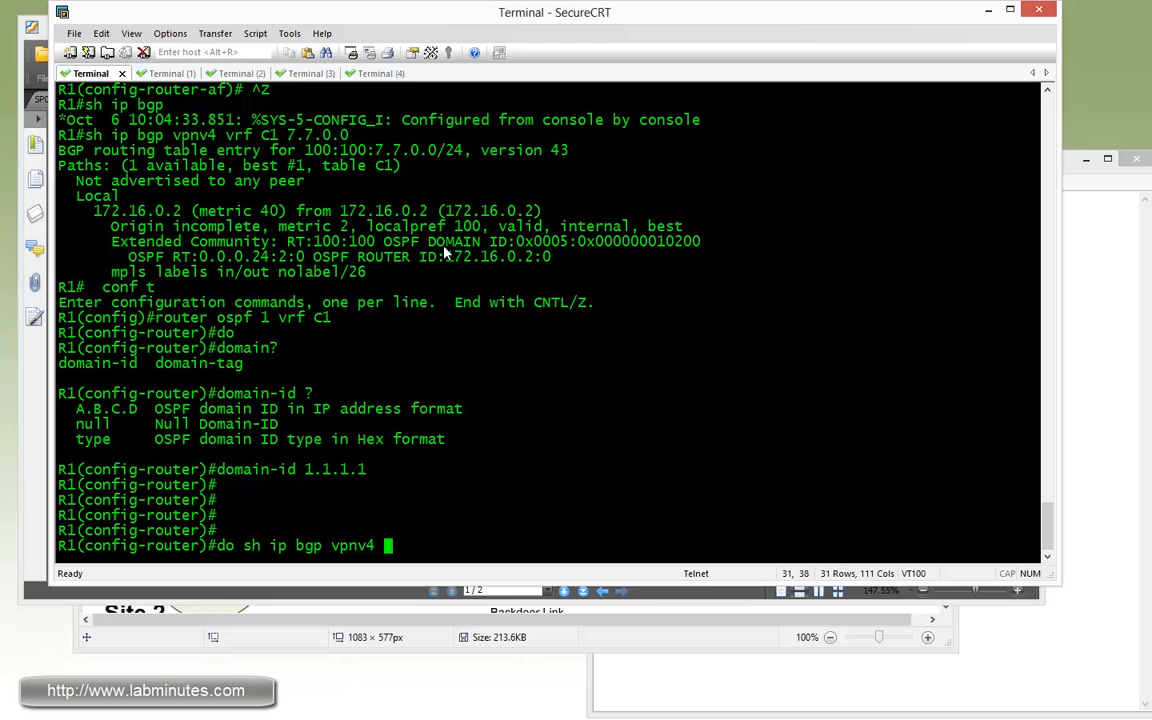 Terminal - SecureCRT
File Edit View Options Transfer Script Tools Help
Enter host <Alt+R>
Terminal Terminal (1) Terminal (2) Terminal (3) Terminal (4)
R1(config-router-af)# ^Z
R1#sh ip bgp
*Oct  6 10:04:33.851: %SYS-5-CONFIG_I: Configured from console by console
R1#sh ip bgp vpnv4 vrf C1 7.7.0.0
BGP routing table entry for 100:100:7.7.0.0/24, version 43
Paths: (1 available, best #1, table C1)
  Not advertised to any peer
  Local
    172.16.0.2 (metric 40) from 172.16.0.2 (172.16.0.2)
      Origin incomplete, metric 2, localpref 100, valid, internal, best
      Extended Community: RT:100:100 OSPF DOMAIN ID:0x0005:0x000000010200
        OSPF RT:0.0.0.24:2:0 OSPF ROUTER ID:172.16.0.2:0
      mpls labels in/out nolabel/26
R1#  conf t
Enter configuration commands, one per line.  End with CNTL/Z.
R1(config)#router ospf 1 vrf C1
R1(config-router)#do
R1(config-router)#domain?
domain-id  domain-tag
R1(config-router)#domain-id ?
  A.B.C.D  OSPF domain ID in IP address format
  null     Null Domain-ID
  type     OSPF domain ID type in Hex format
R1(config-router)#domain-id 1.1.1.1
R1(config-router)#
R1(config-router)#
R1(config-router)#
R1(config-router)#
R1(config-router)#do sh ip bgp vpnv4
Ready Telnet 31, 38 31 Rows, 111 Cols VT100 CAP NUM
1 / 2 147.55%
Site 2 Backdoor Link
1083 × 577px Size: 213.6KB 100%
http://www.labminutes.com